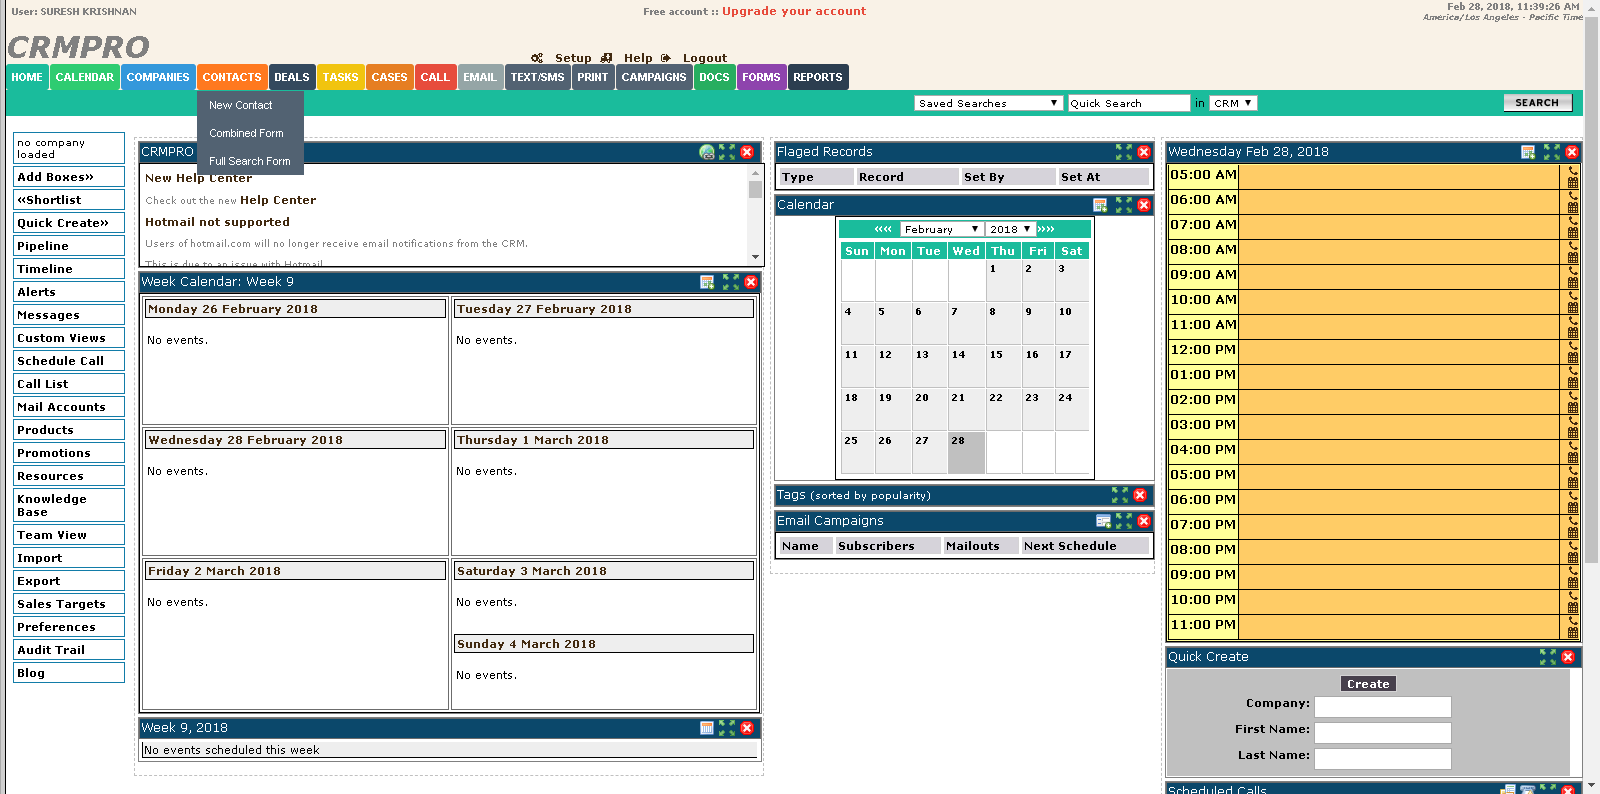 User: SURESH KRISHNAN
Free account :: Upgrade your account
Feb 28, 2018, 11:39:26 AM
America/Los Angeles - Pacific Time
CRMPRO
Setup Help Logout
HOME CALENDAR COMPANIES CONTACTS DEALS TASKS CASES CALL EMAIL TEXT/SMS PRINT CAMPAIGNS DOCS FORMS REPORTS
New Contact
Combined Form
Full Search Form
Saved Searches Quick Search in CRM SEARCH
no company
loaded
Add Boxes»
«Shortlist
Quick Create»
Pipeline
Timeline
Alerts
Messages
Custom Views
Schedule Call
Call List
Mail Accounts
Products
Promotions
Resources
Knowledge
Base
Team View
Import
Export
Sales Targets
Preferences
Audit Trail
Blog
CRMPRO
New Help Center
Check out the new Help Center
Hotmail not supported
Users of hotmail.com will no longer receive email notifications from the CRM.
This is due to an issue with Hotmail
Week Calendar: Week 9
Monday 26 February 2018
No events.
Tuesday 27 February 2018
No events.
Wednesday 28 February 2018
No events.
Thursday 1 March 2018
No events.
Friday 2 March 2018
No events.
Saturday 3 March 2018
No events.
Sunday 4 March 2018
No events.
Week 9, 2018
No events scheduled this week
Flaged Records
Type Record Set By Set At
Calendar
«« February 2018 »»
Sun Mon Tue Wed Thu Fri Sat
1 2 3
4 5 6 7 8 9 10
11 12 13 14 15 16 17
18 19 20 21 22 23 24
25 26 27 28
Tags (sorted by popularity)
Email Campaigns
Name Subscribers Mailouts Next Schedule
Wednesday Feb 28, 2018
05:00 AM
06:00 AM
07:00 AM
08:00 AM
09:00 AM
10:00 AM
11:00 AM
12:00 PM
01:00 PM
02:00 PM
03:00 PM
04:00 PM
05:00 PM
06:00 PM
07:00 PM
08:00 PM
09:00 PM
10:00 PM
11:00 PM
Quick Create
Create
Company:
First Name:
Last Name:
Scheduled Calls